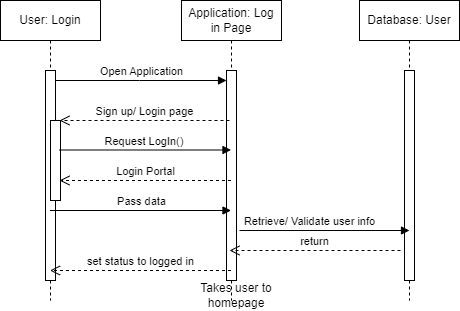 User: Login
Application: Log
in Page
Database: User
Open Application
Sign up/ Login page
Request LogIn()
Login Portal
Pass data
Retrieve/ Validate user info
return
set status to logged in
Takes user to
homepage